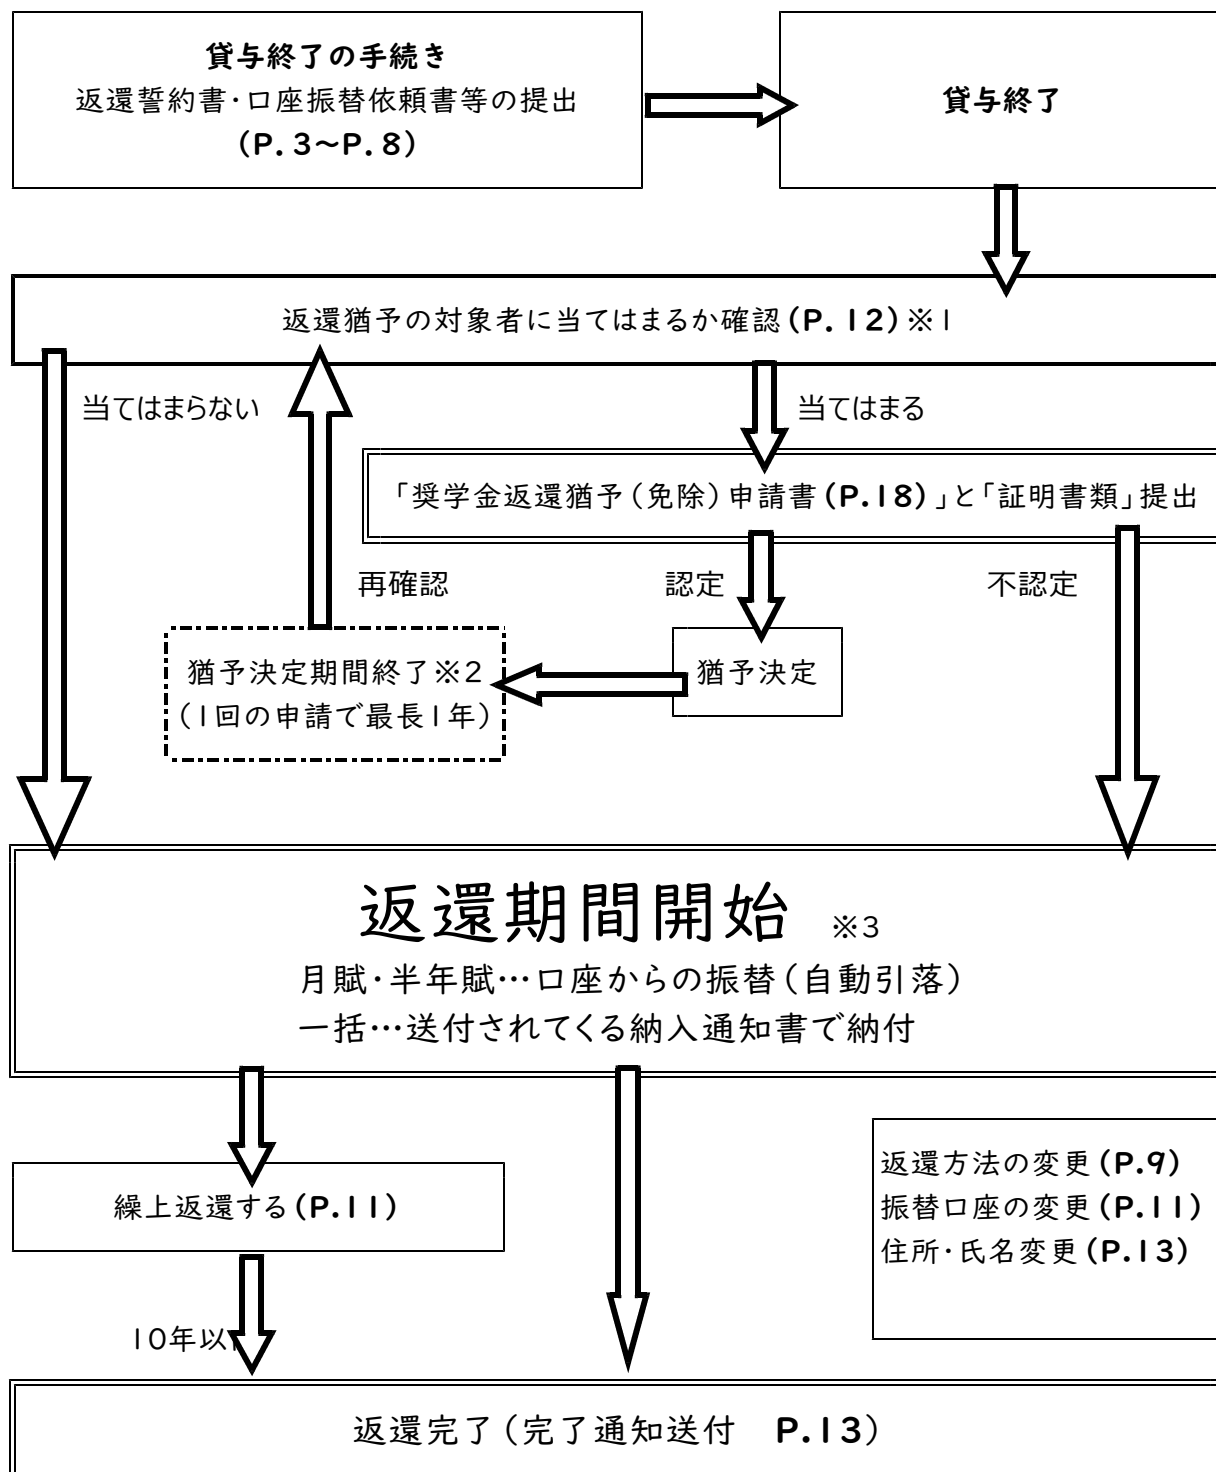 貸与終了の手続き
返還誓約書・口座振替依頼書等の提出
(P.3~P.8)
貸与終了
返還猶予の対象者に当てはまるか確認(P.12)※1
当てはまらない
当てはまる
「奨学金返還猶予(免除)申請書(P.18)」と「証明書類」提出
再確認
認定
不認定
猶予決定期間終了※2
(1回の申請で最長1年)
猶予決定
返還期間開始 ※3
月賦・半年賦…口座からの振替(自動引落)
一括…送付されてくる納入通知書で納付
繰上返還する(P.11)
返還方法の変更(P.9)
振替口座の変更(P.11)
住所・氏名変更(P.13)
10年以
返還完了(完了通知送付 P.13)